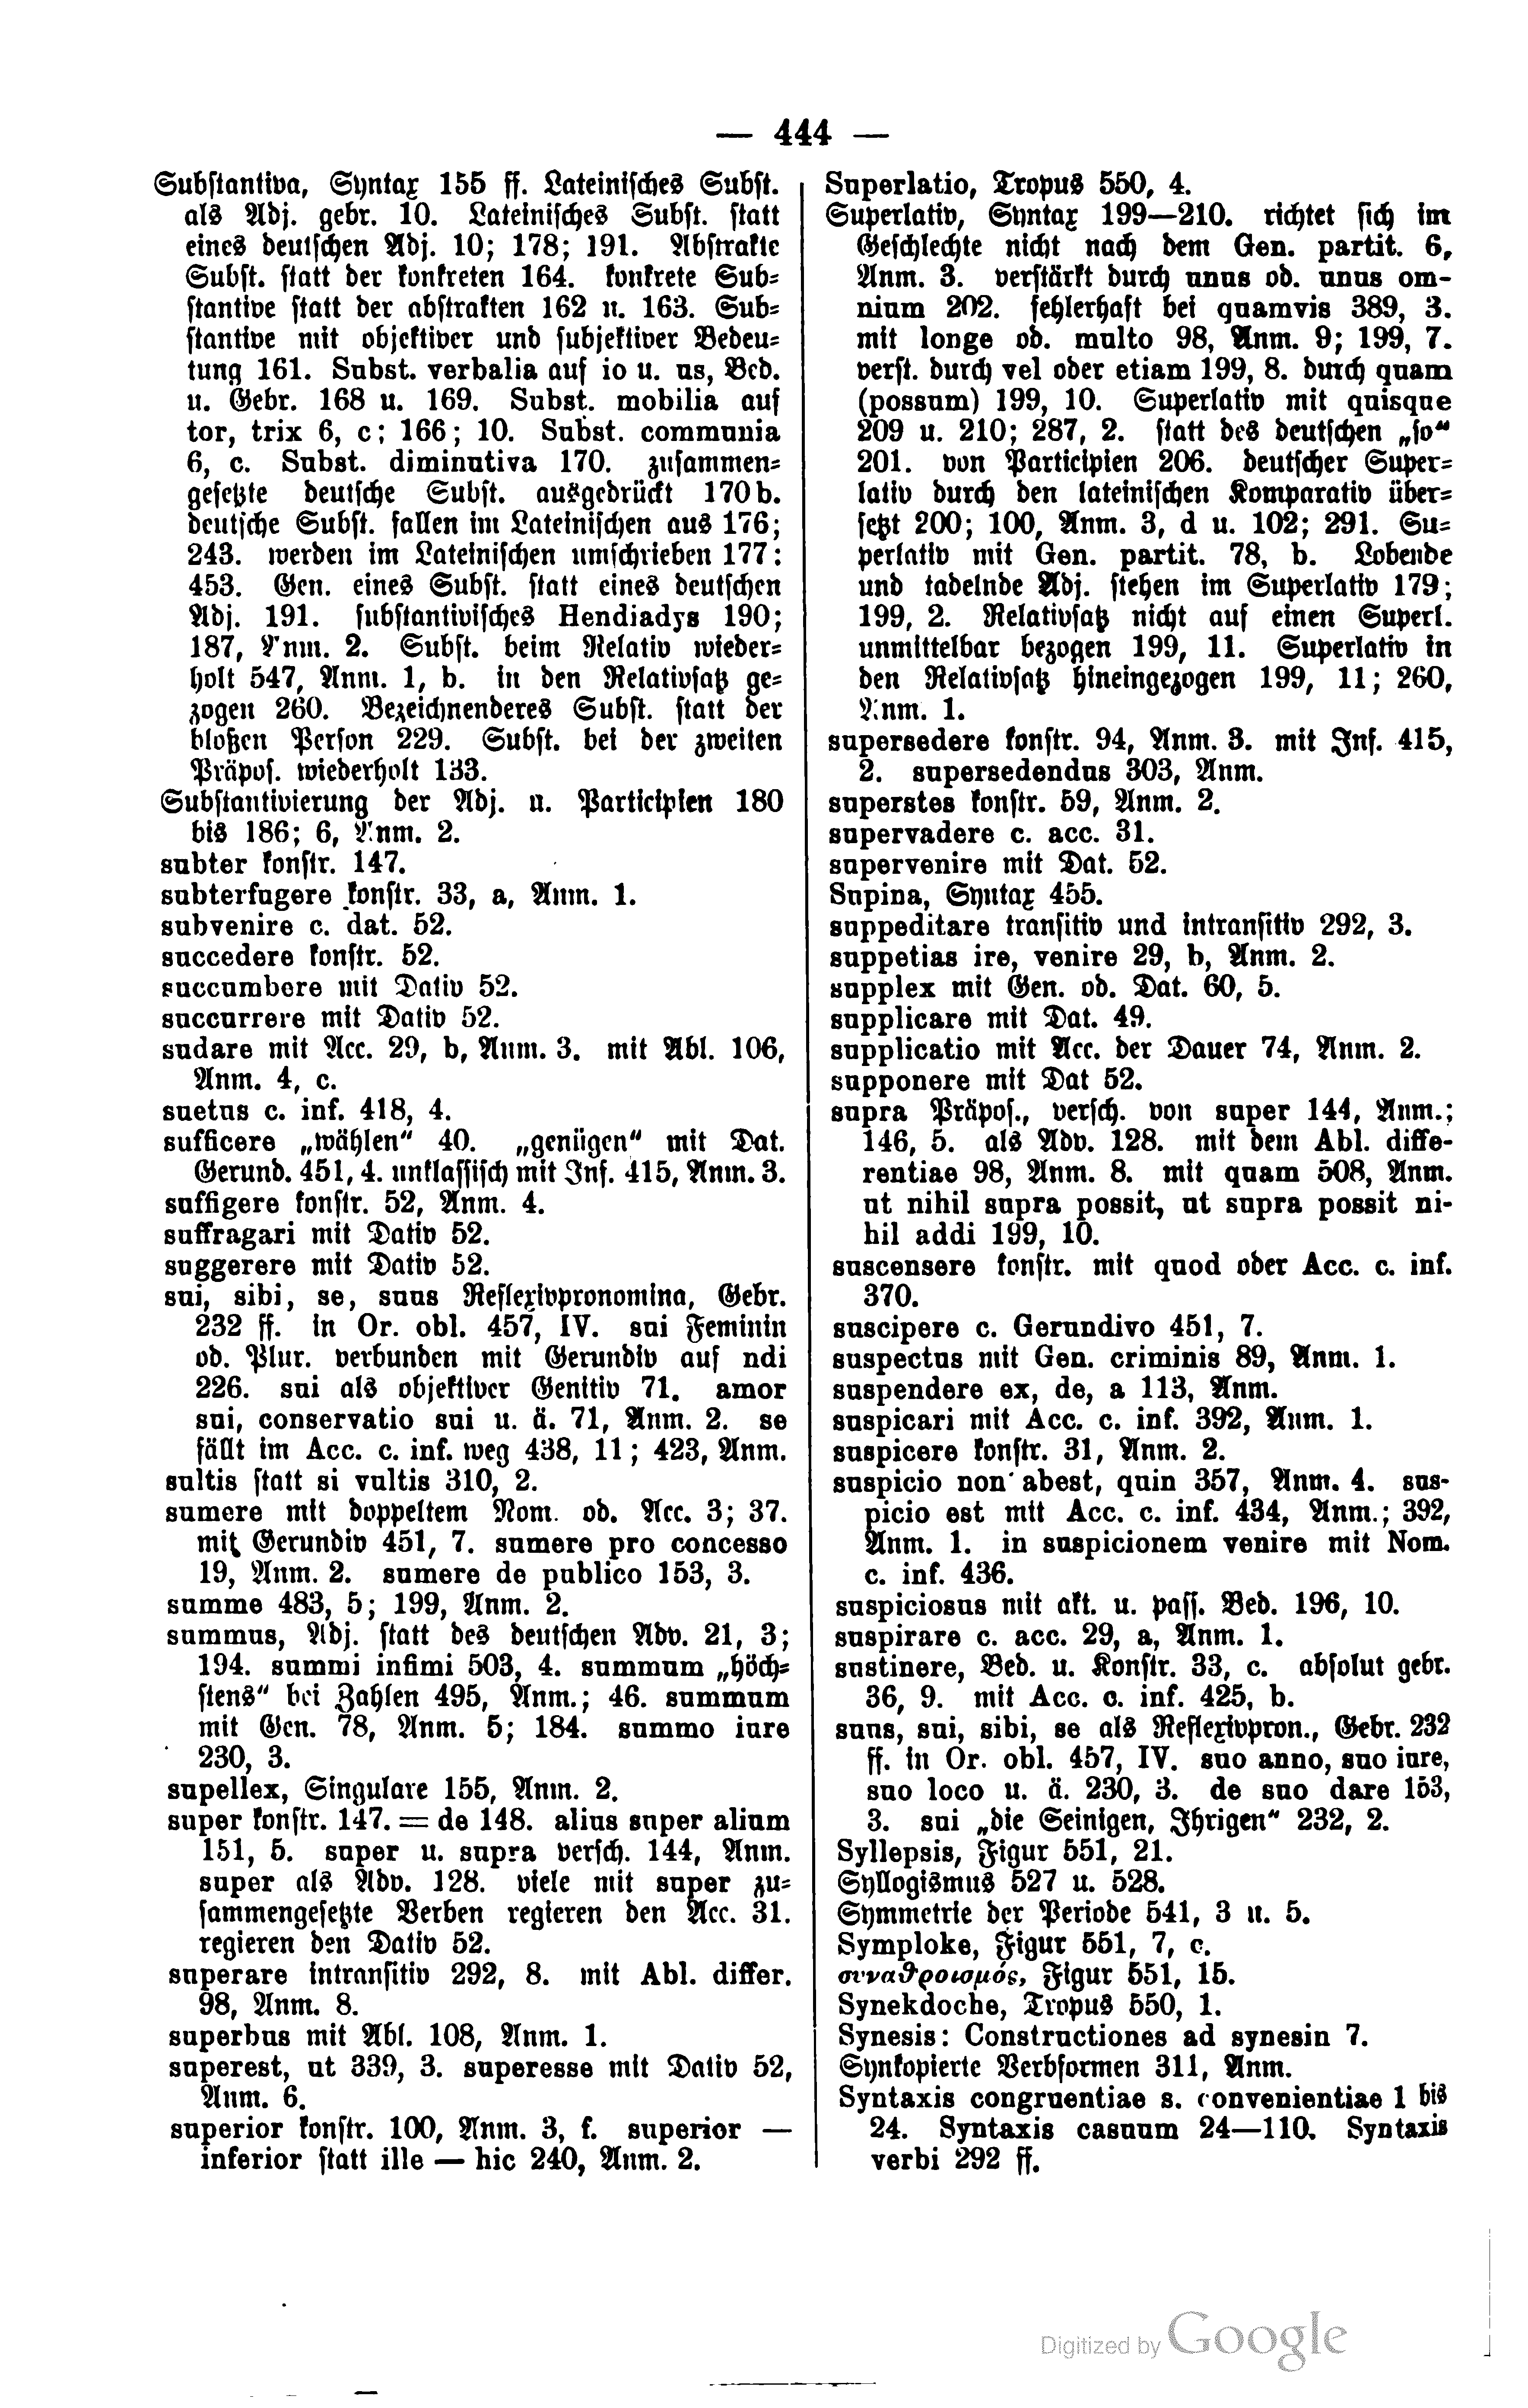 — 444 —
Substantiva, Syntax 155 ff. Lateinisches Subst.
als Adj. gebr. 10. Lateinisches Subst. statt
eines deutschen Adj. 10; 178; 191. Abstrakte
Subst. statt der konkreten 164. konkrete Sub=
stantive statt der abstrakten 162 u. 163. Sub=
stantive mit objektiver und subjektiver Bedeu=
tung 161. Subst. verbalia auf io u. us, Bed.
u. Gebr. 168 u. 169. Subst. mobilia auf
tor, trix 6, c; 166; 10. Subst. communia
6, c. Subst. diminutiva 170. zusammen=
gesetzte deutsche Subst. ausgedrückt 170 b.
deutsche Subst. fallen im Lateinischen aus 176;
243. werden im Lateinischen umschrieben 177:
453. Gen. eines Subst. statt eines deutschen
Adj. 191. substantivisches Hendiadys 190;
187, Anm. 2. Subst. beim Relativ wieder=
holt 547, Anm. 1, b. in den Relativsatz ge=
zogen 260. Bezeichnenderes Subst. statt der
bloßen Person 229. Subst. bei der zweiten
Präpos. wiederholt 133.
Substantivierung der Adj. u. Participien 180
bis 186; 6, Anm. 2.
subter konstr. 147.
subterfugere konstr. 33, a, Anm. 1.
subvenire c. dat. 52.
succedere konstr. 52.
succumbere mit Dativ 52.
succurrere mit Dativ 52.
sudare mit Acc. 29, b, Anm. 3. mit Abl. 106,
Anm. 4, c.
suetus c. inf. 418, 4.
sufficere „wählen“ 40. „genügen“ mit Dat.
Gerund. 451, 4. unklassisch mit Inf. 415, Anm. 3.
suffigere konstr. 52, Anm. 4.
suffragari mit Dativ 52.
suggerere mit Dativ 52.
sui, sibi, se, suus Reflexivpronomina, Gebr.
232 ff. in Or. obl. 457, IV. sui Feminin
od. Plur. verbunden mit Gerundiv auf ndi
226. sui als objektiver Genitiv 71. amor
sui, conservatio sui u. ä. 71, Anm. 2. se
fällt im Acc. c. inf. weg 438, 11; 423, Anm.
sultis statt si vultis 310, 2.
sumere mit doppeltem Nom. od. Acc. 3; 37.
mit Gerundiv 451, 7. sumere pro concesso
19, Anm. 2. sumere de publico 153, 3.
summe 483, 5; 199, Anm. 2.
summus, Adj. statt des deutschen Adv. 21, 3;
194. summi infimi 503, 4. summum „höch=
stens“ bei Zahlen 495, Anm.; 46. summum
mit Gen. 78, Anm. 5; 184. summo iure
230, 3.
supellex, Singulare 155, Anm. 2.
super konstr. 147. = de 148. alius super alium
151, 5. super u. supra versch. 144, Anm.
super als Adv. 128. viele mit super zu=
sammengesetzte Verben regieren den Acc. 31.
regieren den Dativ 52.
superare intransitiv 292, 8. mit Abl. differ.
98, Anm. 8.
superbus mit Abl. 108, Anm. 1.
superest, ut 339, 3. superesse mit Dativ 52,
Anm. 6.
superior konstr. 100, Anm. 3, f. superior —
inferior statt ille — hic 240, Anm. 2.
Superlatio, Tropus 550, 4.
Superlativ, Syntax 199—210. richtet sich im
Geschlechte nicht nach dem Gen. partit. 6,
Anm. 3. verstärkt durch unus od. unus om-
nium 202. fehlerhaft bei quamvis 389, 3.
mit longe od. multo 98, Anm. 9; 199, 7.
verst. durch vel oder etiam 199, 8. durch quam
(possum) 199, 10. Superlativ mit quisque
209 u. 210; 287, 2. statt des deutschen „so“
201. von Participien 206. deutscher Super=
lativ durch den lateinischen Komparativ über=
setzt 200; 100, Anm. 3, d u. 102; 291. Su=
perlativ mit Gen. partit. 78, b. Lobende
und tadelnde Adj. stehen im Superlativ 179;
199, 2. Relativsatz nicht auf einen Superl.
unmittelbar bezogen 199, 11. Superlativ in
den Relativsatz hineingezogen 199, 11; 260,
Anm. 1.
supersedere konstr. 94, Anm. 3. mit Inf. 415,
2. supersedendus 303, Anm.
superstes konstr. 59, Anm. 2.
supervadere c. acc. 31.
supervenire mit Dat. 52.
Supina, Syntax 455.
suppeditare transitiv und intransitiv 292, 3.
suppetias ire, venire 29, b, Anm. 2.
supplex mit Gen. od. Dat. 60, 5.
supplicare mit Dat. 49.
supplicatio mit Acc. der Dauer 74, Anm. 2.
supponere mit Dat 52.
supra Präpos., versch. von super 144, Anm.;
146, 5. als Adv. 128. mit dem Abl. diffe-
rentiae 98, Anm. 8. mit quam 508, Anm.
ut nihil supra possit, ut supra possit ni-
hil addi 199, 10.
suscensere konstr. mit quod oder Acc. c. inf.
370.
suscipere c. Gerundivo 451, 7.
suspectus mit Gen. criminis 89, Anm. 1.
suspendere ex, de, a 113, Anm.
suspicari mit Acc. c. inf. 392, Anm. 1.
suspicere konstr. 31, Anm. 2.
suspicio non abest, quin 357, Anm. 4. sus-
picio est mit Acc. c. inf. 434, Anm.; 392,
Anm. 1. in suspicionem venire mit Nom.
c. inf. 436.
suspiciosus mit akt. u. pass. Bed. 196, 10.
suspirare c. acc. 29, a, Anm. 1.
sustinere, Bed. u. Konstr. 33, c. absolut gebr.
36, 9. mit Acc. c. inf. 425, b.
suus, sui, sibi, se als Reflexivpron., Gebr. 232
ff. in Or. obl. 457, IV. suo anno, suo iure,
suo loco u. ä. 230, 3. de suo dare 153,
3. sui „die Seinigen, Ihrigen“ 232, 2.
Syllepsis, Figur 551, 21.
Syllogismus 527 u. 528.
Symmetrie der Periode 541, 3 u. 5.
Symploke, Figur 551, 7, c.
συναθροισμός, Figur 551, 15.
Synekdoche, Tropus 550, 1.
Synesis: Constructiones ad synesin 7.
Synkopierte Verbformen 311, Anm.
Syntaxis congruentiae s. convenientiae 1 bis
24. Syntaxis casuum 24—110. Syntaxis
verbi 292 ff.
Digitized by Google